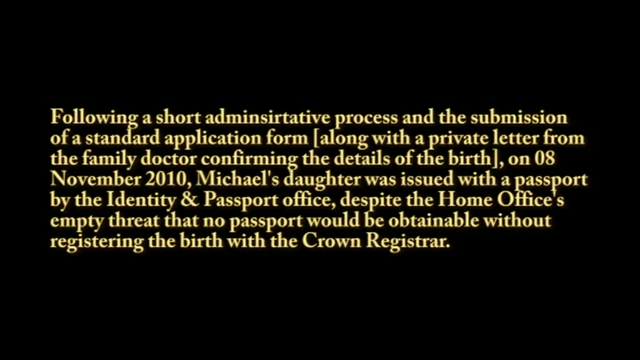 Following a short adminsirtative process and the submission
of a standard application form [along with a private letter from
the family doctor confirming the details of the birth], on 08
November 2010, Michael's daughter was issued with a passport
by the Identity & Passport office, despite the Home Office's
empty threat that no passport would be obtainable without
registering the birth with the Crown Registrar.